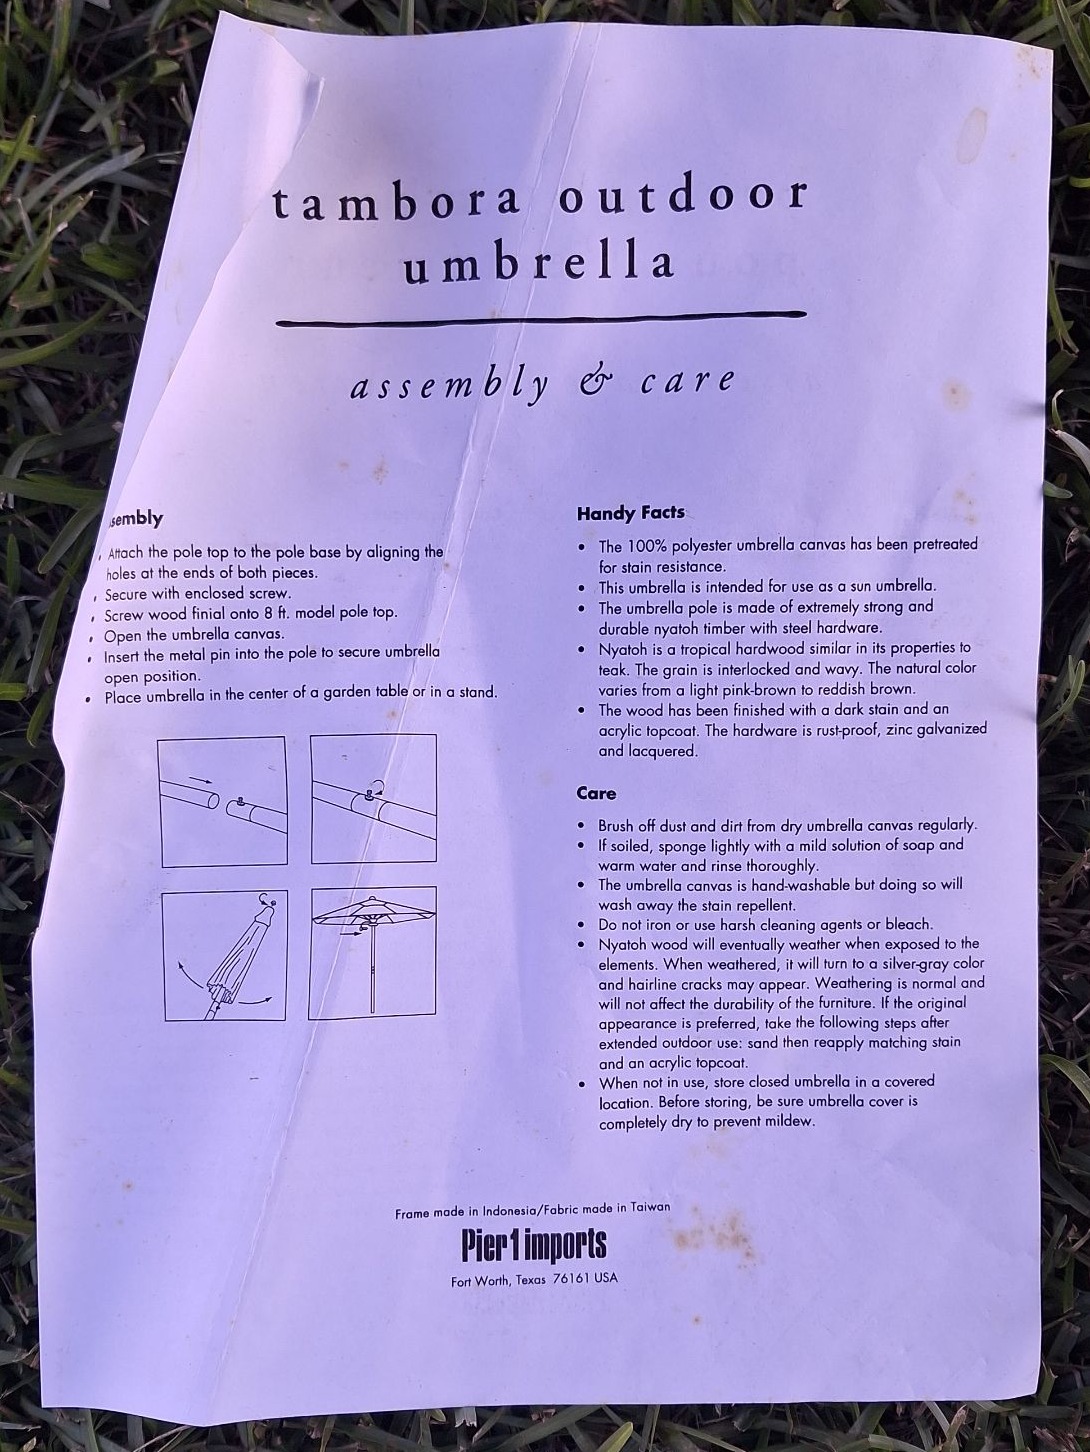 tambora outdoor
umbrella
assembly & care
sembly
• Attach the pole top to the pole base by aligning the
holes at the ends of both pieces.
• Secure with enclosed screw.
• Screw wood finial onto 8 ft. model pole top.
• Open the umbrella canvas.
• Insert the metal pin into the pole to secure umbrella
open position.
• Place umbrella in the center of a garden table or in a stand.
Handy Facts
• The 100% polyester umbrella canvas has been pretreated
for stain resistance.
• This umbrella is intended for use as a sun umbrella.
• The umbrella pole is made of extremely strong and
durable nyatoh timber with steel hardware.
• Nyatoh is a tropical hardwood similar in its properties to
teak. The grain is interlocked and wavy. The natural color
varies from a light pink-brown to reddish brown.
• The wood has been finished with a dark stain and an
acrylic topcoat. The hardware is rust-proof, zinc galvanized
and lacquered.
Care
• Brush off dust and dirt from dry umbrella canvas regularly.
• If soiled, sponge lightly with a mild solution of soap and
warm water and rinse thoroughly.
• The umbrella canvas is hand-washable but doing so will
wash away the stain repellent.
• Do not iron or use harsh cleaning agents or bleach.
• Nyatoh wood will eventually weather when exposed to the
elements. When weathered, it will turn to a silver-gray color
and hairline cracks may appear. Weathering is normal and
will not affect the durability of the furniture. If the original
appearance is preferred, take the following steps after
extended outdoor use: sand then reapply matching stain
and an acrylic topcoat.
• When not in use, store closed umbrella in a covered
location. Before storing, be sure umbrella cover is
completely dry to prevent mildew.
Frame made in Indonesia/Fabric made in Taiwan
Pier 1 imports
Fort Worth, Texas 76161 USA